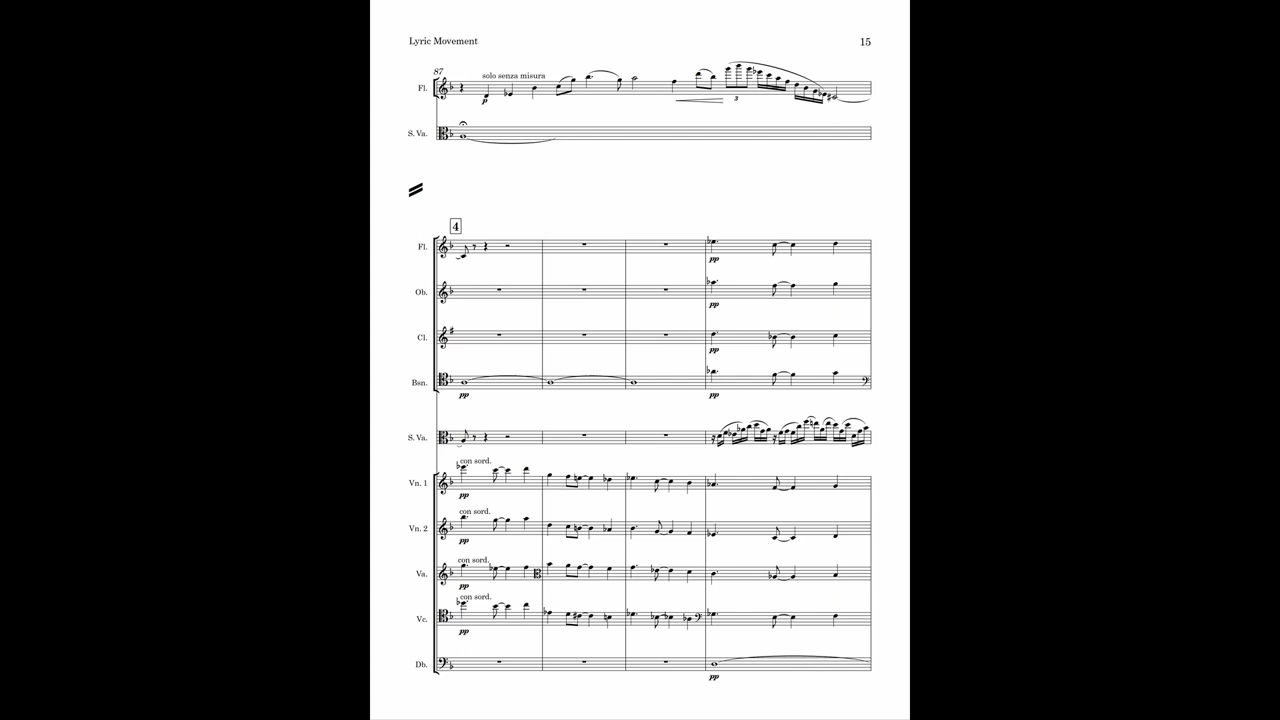 Lyric Movement 15
87
solo senza misura
Fl.
p
3
S. Va.
4
Fl.
pp
Ob.
pp
Cl.
pp
Bsn.
pp pp
S. Va.
con sord.
Vn. 1
pp
con sord.
Vn. 2
pp
con sord.
Va.
pp
con sord.
Vc.
pp
Db.
pp